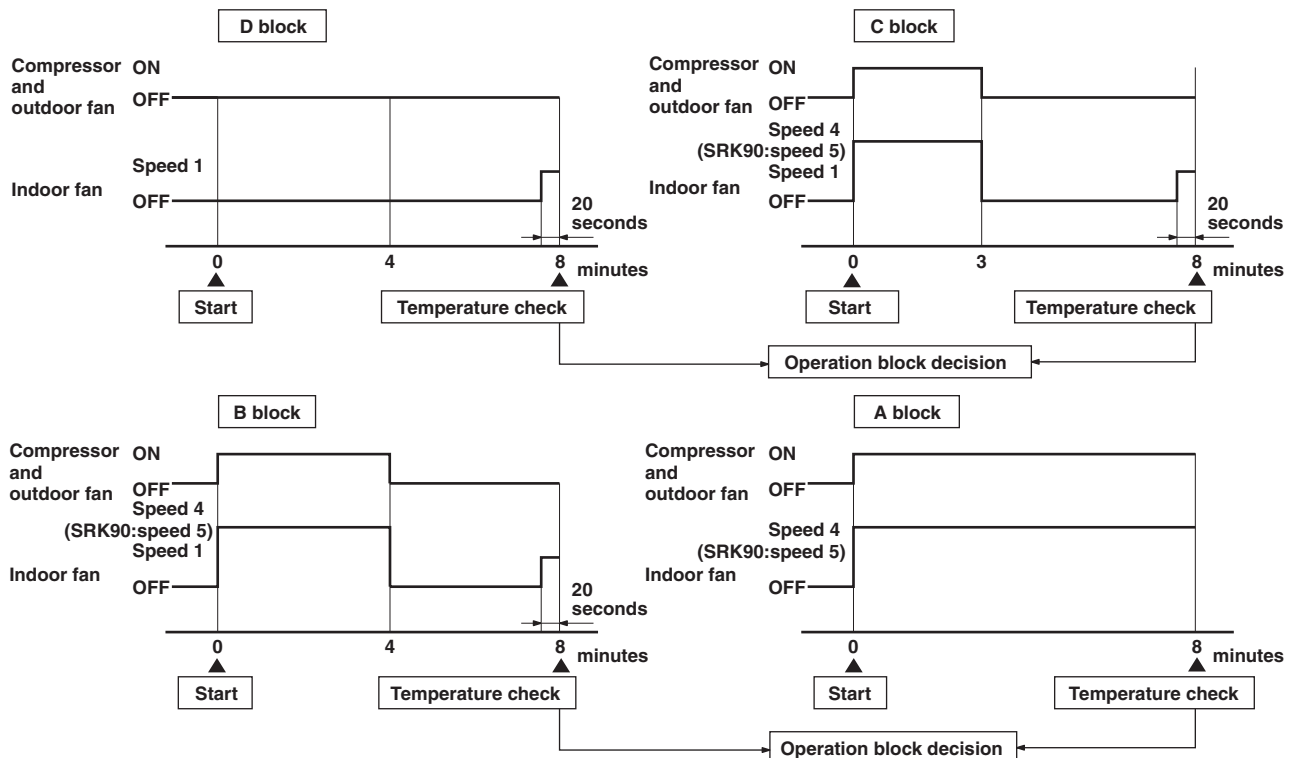 D block
Compressor
and
outdoor fan
ON
OFF
Speed 1
Indoor fan
OFF
20
seconds
0
4
8
minutes
Start
Temperature check
C block
Compressor
and
outdoor fan
ON
OFF
Speed 4
(SRK90:speed 5)
Speed 1
Indoor fan
OFF
20
seconds
0
3
8
minutes
Start
Temperature check
Operation block decision
B block
Compressor
and
outdoor fan
ON
OFF
Speed 4
(SRK90:speed 5)
Speed 1
Indoor fan
OFF
20
seconds
0
4
8
minutes
Start
Temperature check
A block
Compressor
and
outdoor fan
ON
OFF
Speed 4
(SRK90:speed 5)
Indoor fan
OFF
0
8
minutes
Start
Temperature check
Operation block decision